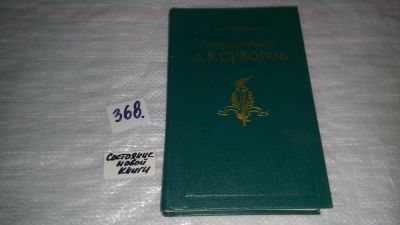 Генералиссимус
А.В. СУВОРОВ
368.
Состояние
новой
книги